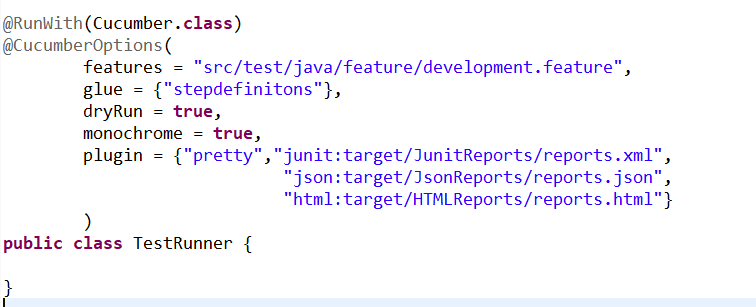 @RunWith(Cucumber.class)
@CucumberOptions(
features = "src/test/java/feature/development.feature",
glue = {"stepdefinitons"},
dryRun = true,
monochrome = true,
plugin = {"pretty","junit:target/JunitReports/reports.xml",
"json:target/JsonReports/reports.json",
"html:target/HTMLReports/reports.html"}
)
public class TestRunner {
}